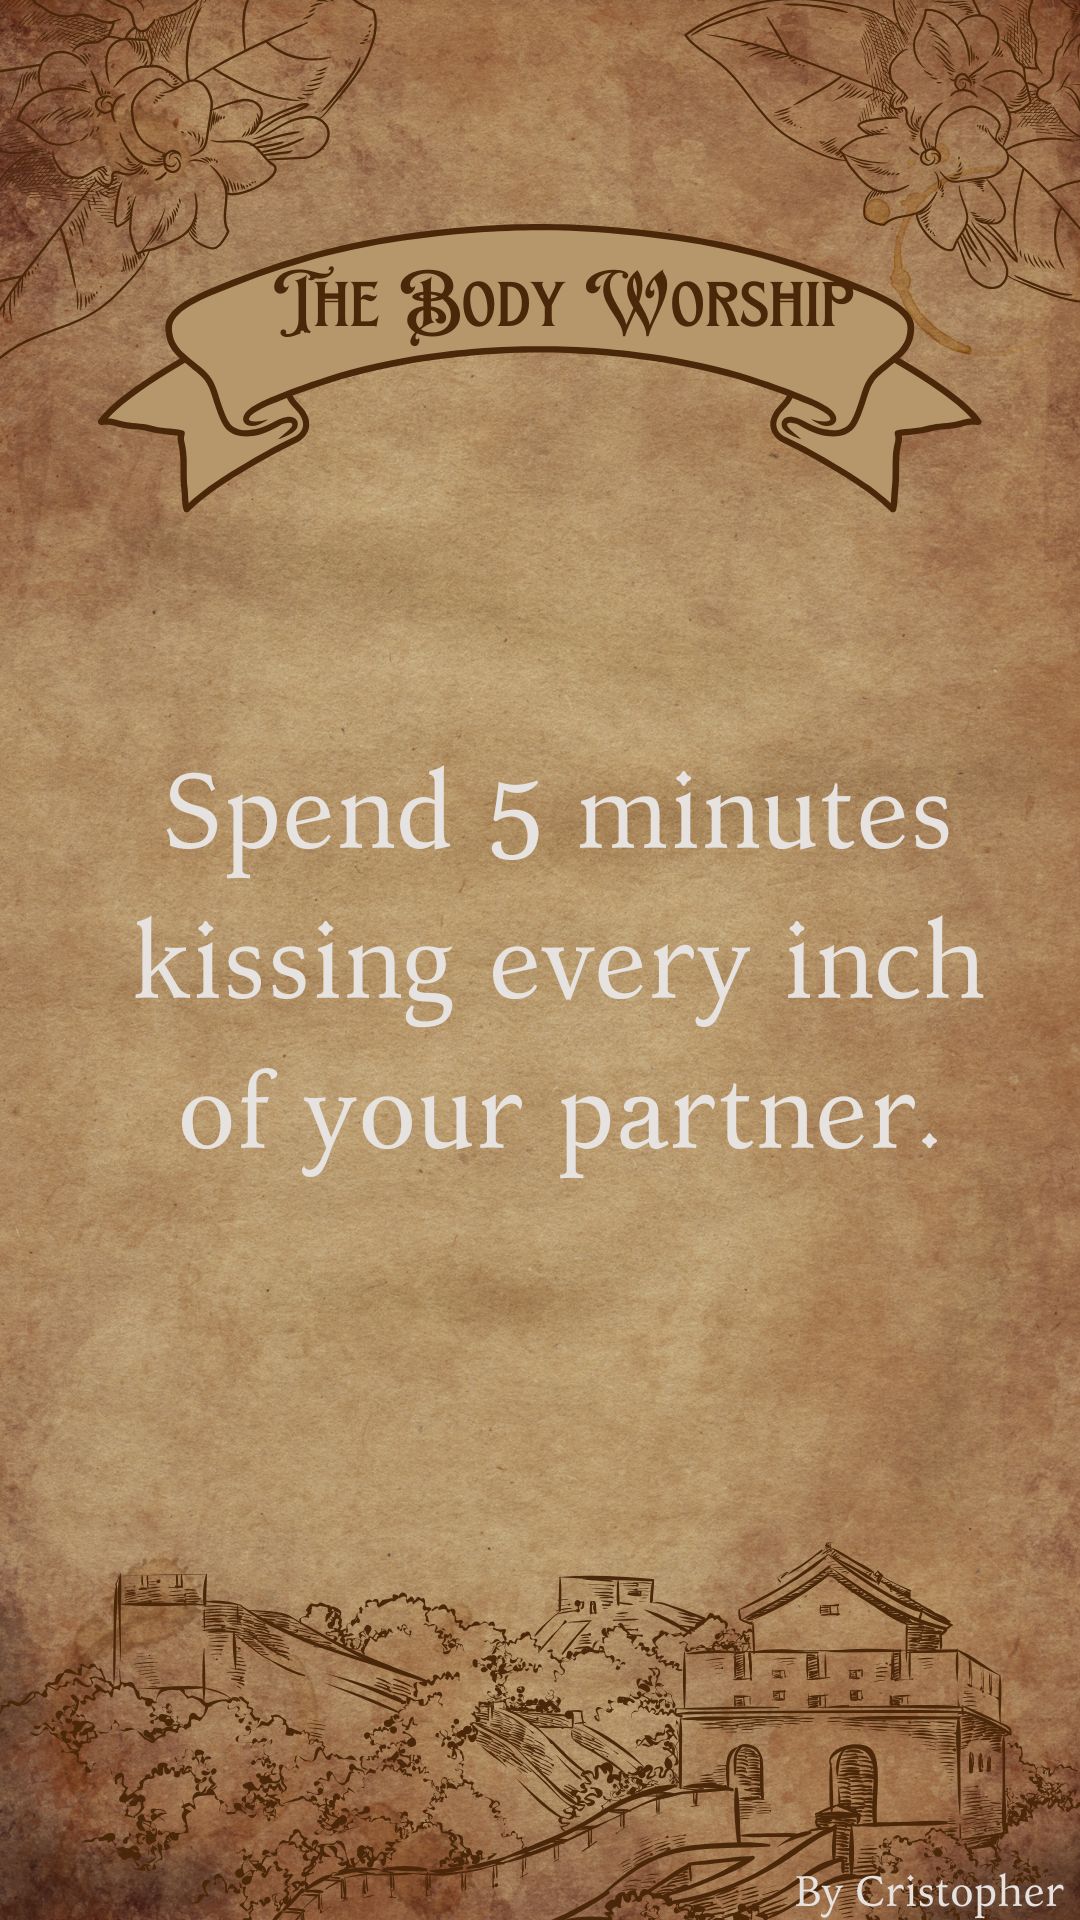 The Body Worship
Spend 5 minutes
kissing every inch
of your partner.
By Cristopher